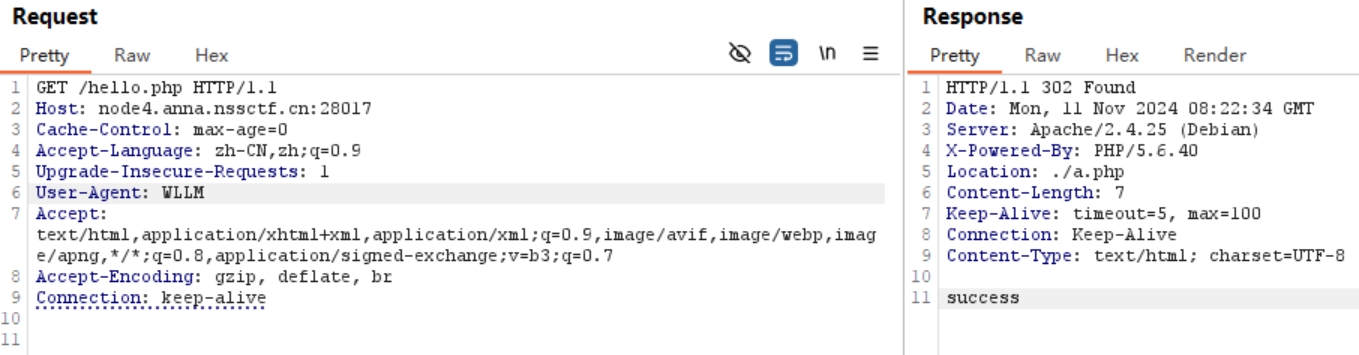 Request
Pretty Raw Hex \n
1 GET /hello.php HTTP/1.1
2 Host: node4.anna.nssctf.cn:28017
3 Cache-Control: max-age=0
4 Accept-Language: zh-CN,zh;q=0.9
5 Upgrade-Insecure-Requests: 1
6 User-Agent: WLLM
7 Accept:
text/html,application/xhtml+xml,application/xml;q=0.9,image/avif,image/webp,imag
e/apng,*/*;q=0.8,application/signed-exchange;v=b3;q=0.7
8 Accept-Encoding: gzip, deflate, br
9 Connection: keep-alive
10
11
Response
Pretty Raw Hex Render
1 HTTP/1.1 302 Found
2 Date: Mon, 11 Nov 2024 08:22:34 GMT
3 Server: Apache/2.4.25 (Debian)
4 X-Powered-By: PHP/5.6.40
5 Location: ./a.php
6 Content-Length: 7
7 Keep-Alive: timeout=5, max=100
8 Connection: Keep-Alive
9 Content-Type: text/html; charset=UTF-8
10
11 success